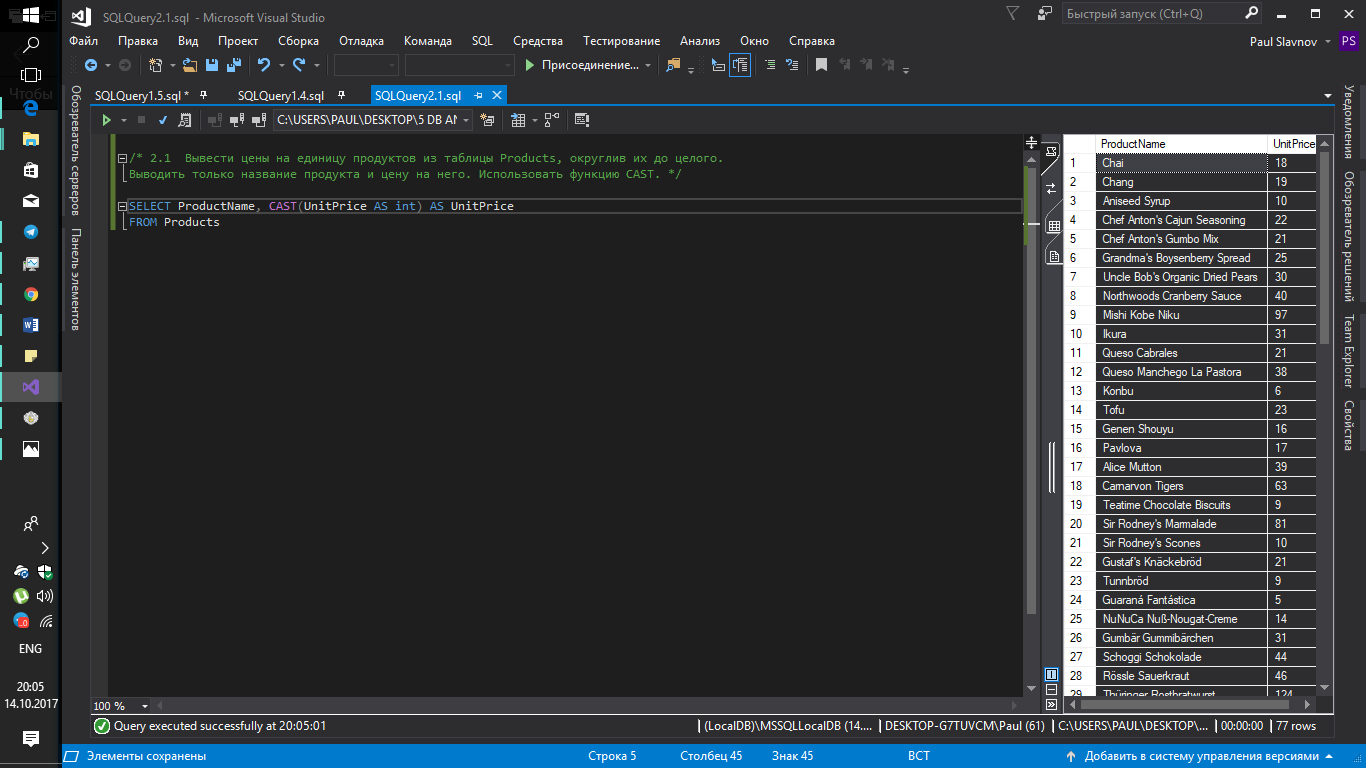 SQLQuery2.1.sql - Microsoft Visual Studio
Быстрый запуск (Ctrl+Q)
Файл Правка Вид Проект Сборка Отладка Команда SQL Средства Тестирование Анализ Окно Справка
Paul Slavnov PS
Присоединение...
Чтобы
SQLQuery1.5.sql * SQLQuery1.4.sql SQLQuery2.1.sql
C:\USERS\PAUL\DESKTOP\5 DB AN
Обозреватель серверов
Панель элементов
/* 2.1 Вывести цены на единицу продуктов из таблицы Products, округлив их до целого.
Выводить только название продукта и цену на него. Использовать функцию CAST. */
SELECT ProductName, CAST(UnitPrice AS int) AS UnitPrice
FROM Products
ProductName UnitPrice
1 Chai 18
2 Chang 19
3 Aniseed Syrup 10
4 Chef Anton's Cajun Seasoning 22
5 Chef Anton's Gumbo Mix 21
6 Grandma's Boysenberry Spread 25
7 Uncle Bob's Organic Dried Pears 30
8 Northwoods Cranberry Sauce 40
9 Mishi Kobe Niku 97
10 Ikura 31
11 Queso Cabrales 21
12 Queso Manchego La Pastora 38
13 Konbu 6
14 Tofu 23
15 Genen Shouyu 16
16 Pavlova 17
17 Alice Mutton 39
18 Carnarvon Tigers 63
19 Teatime Chocolate Biscuits 9
20 Sir Rodney's Marmalade 81
21 Sir Rodney's Scones 10
22 Gustaf's Knäckebröd 21
23 Tunnbröd 9
24 Guaraná Fantástica 5
25 NuNuCa Nuß-Nougat-Creme 14
26 Gumbär Gummibärchen 31
27 Schoggi Schokolade 44
28 Rössle Sauerkraut 46
29 Thüringer Rostbratwurst 124
Уведомления
Обозреватель решений
Team Explorer
Свойства
100 %
Query executed successfully at 20:05:01
(LocalDB)\MSSQLLocalDB (14....
DESKTOP-G7TUVCM\Paul (61)
C:\USERS\PAUL\DESKTOP\...
00:00:00
77 rows
Элементы сохранены
Строка 5
Столбец 45
Знак 45
ВСТ
Добавить в систему управления версиями
1.0
ENG
20:05
14.10.2017